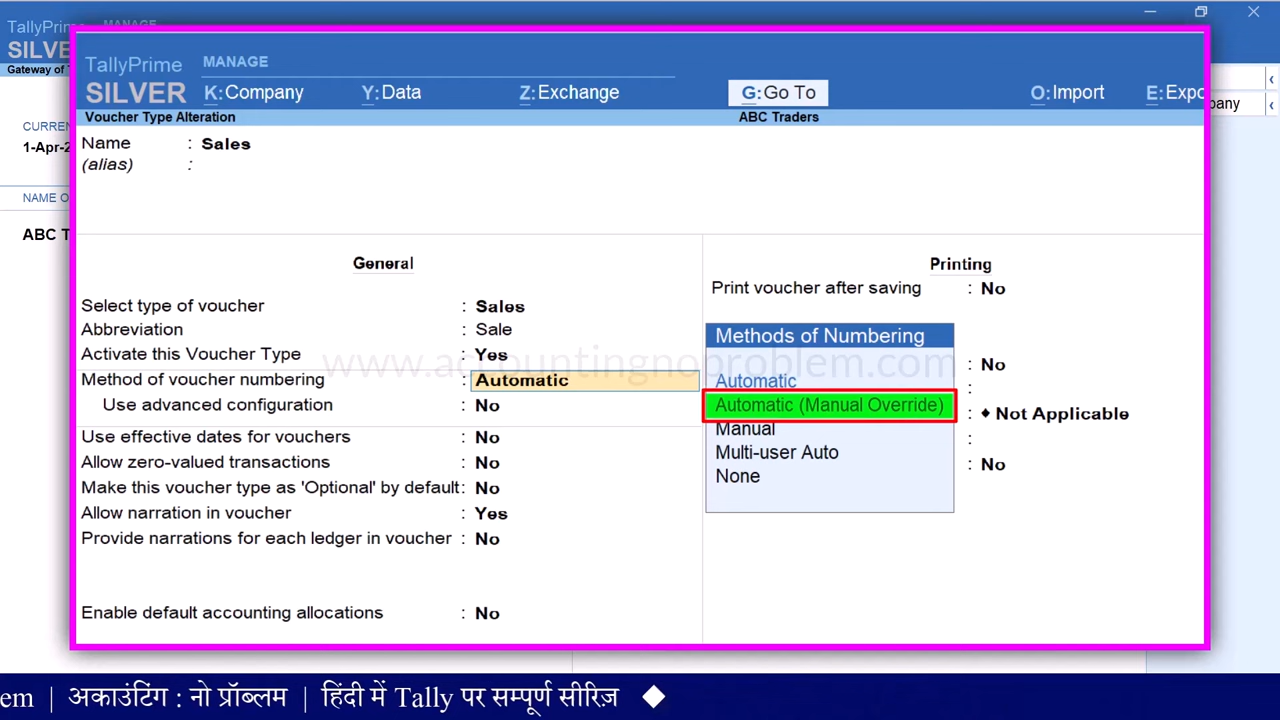 TallyPrime MANAGE
SILVE
Gateway of T
CURREN
1-Apr-2
NAME O
ABC T
TallyPrime
SILVER
MANAGE
K:Company Y:Data Z:Exchange G:Go To O:Import E:Expo
Voucher Type Alteration ABC Traders
mpany
Name : Sales
(alias) :
General
Select type of voucher : Sales
Abbreviation : Sale
Activate this Voucher Type : Yes
Method of voucher numbering : Automatic
Use advanced configuration : No
Use effective dates for vouchers : No
Allow zero-valued transactions : No
Make this voucher type as 'Optional' by default : No
Allow narration in voucher : Yes
Provide narrations for each ledger in voucher : No
Enable default accounting allocations : No
Printing
Print voucher after saving : No
Methods of Numbering
Automatic
Automatic (Manual Override)
Manual
Multi-user Auto
None
: No
:
: ♦ Not Applicable
:
: No
www.accountingnoproblem.com
em | अकाउंटिंग : नो प्रॉब्लम | हिंदी में Tally पर सम्पूर्ण सीरिज़ ◆